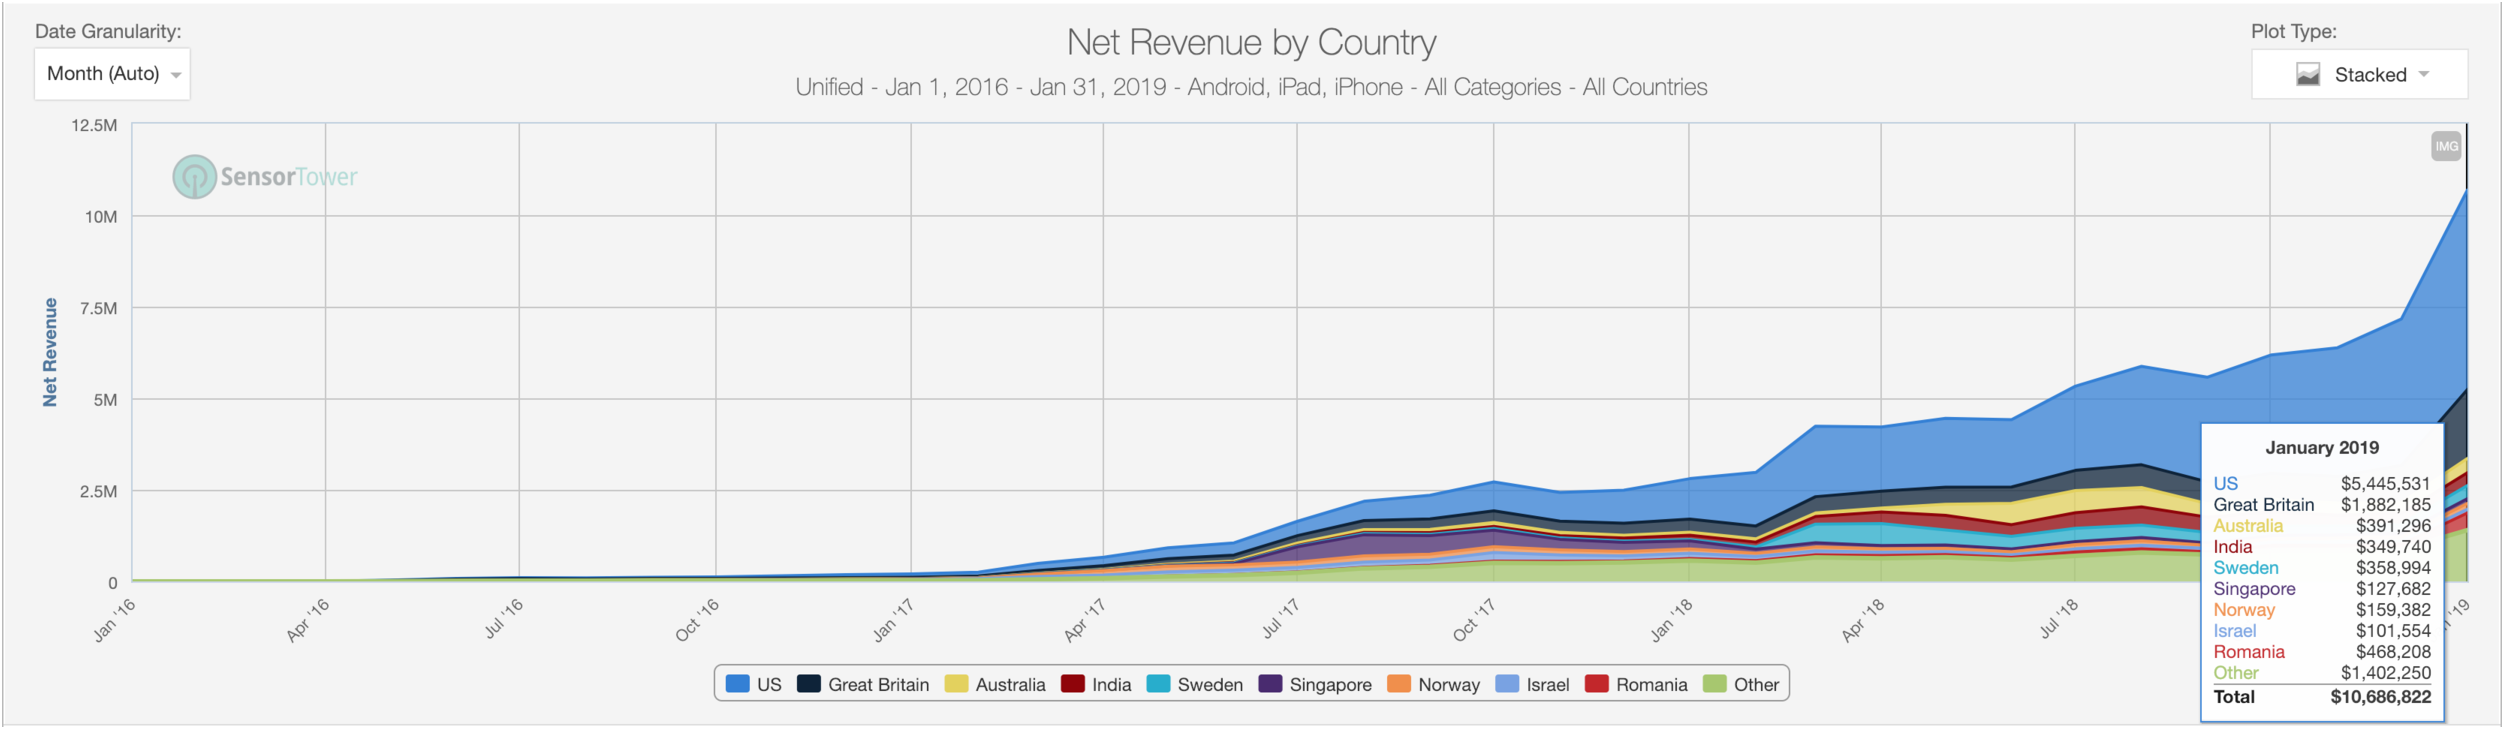 Date Granularity:
Month (Auto)
Net Revenue by Country
Unified - Jan 1, 2016 - Jan 31, 2019 - Android, iPad, iPhone - All Categories - All Countries
Plot Type:
Stacked
IMG
SensorTower
Net Revenue
12.5M
10M
7.5M
5M
2.5M
0
Jan '16
Apr '16
Jul '16
Oct '16
Jan '17
Apr '17
Jul '17
Oct '17
Jan '18
Apr '18
Jul '18
'19
January 2019
US $5,445,531
Great Britain $1,882,185
Australia $391,296
India $349,740
Sweden $358,994
Singapore $127,682
Norway $159,382
Israel $101,554
Romania $468,208
Other $1,402,250
Total $10,686,822
US Great Britain Australia India Sweden Singapore Norway Israel Romania Other